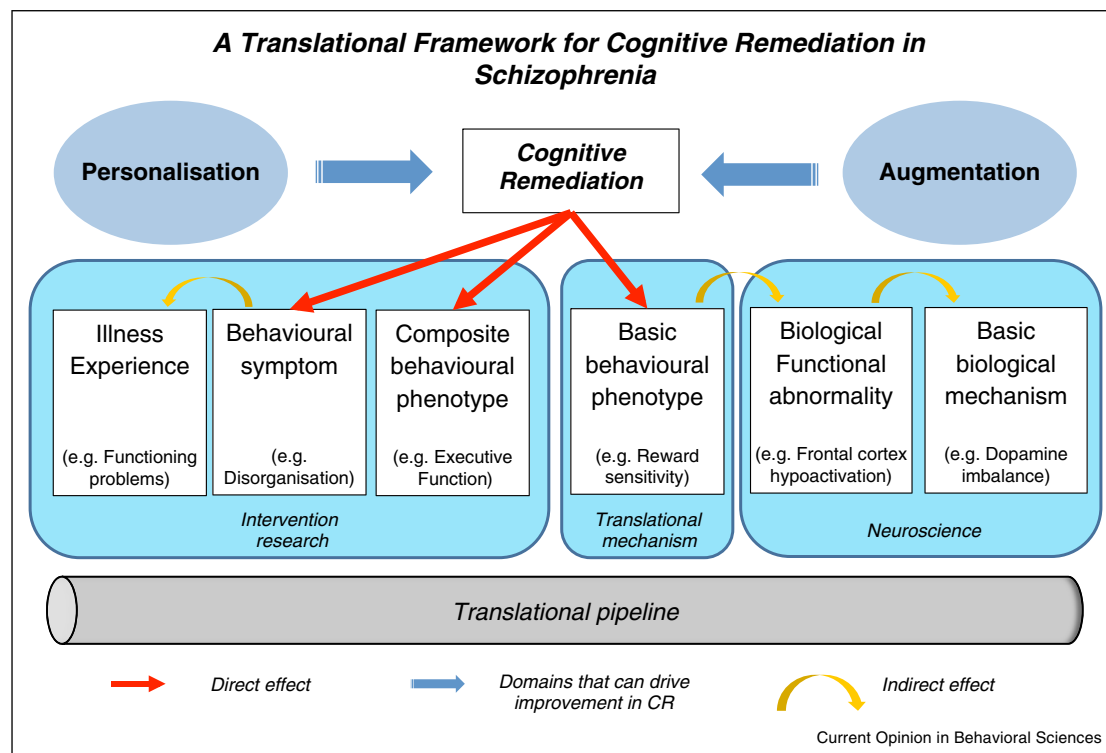 A Translational Framework for Cognitive Remediation in
Schizophrenia
Personalisation
Cognitive
Remediation
Augmentation
Illness
Experience
(e.g. Functioning
problems)
Behavioural
symptom
(e.g.
Disorganisation)
Composite
behavioural
phenotype
(e.g. Executive
Function)
Intervention
research
Basic
behavioural
phenotype
(e.g. Reward
sensitivity)
Translational
mechanism
Biological
Functional
abnormality
(e.g. Frontal cortex
hypoactivation)
Basic
biological
mechanism
(e.g. Dopamine
imbalance)
Neuroscience
Translational pipeline
Direct effect
Domains that can drive
improvement in CR
Indirect effect
Current Opinion in Behavioral Sciences